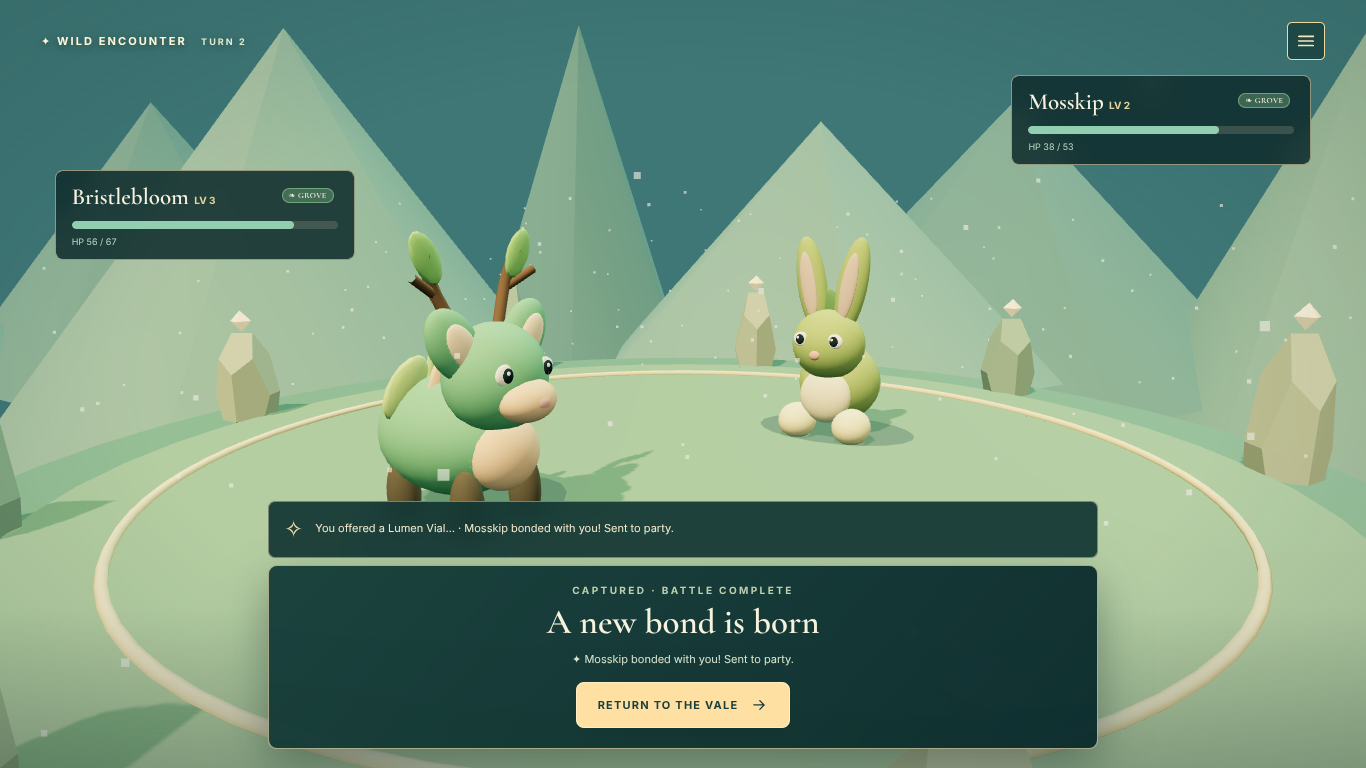 ✦ WILD ENCOUNTER TURN 2
Mosskip LV 2 ❧ GROVE
HP 38 / 53
Bristlebloom LV 3 ❧ GROVE
HP 56 / 67
You offered a Lumen Vial... · Mosskip bonded with you! Sent to party.
CAPTURED · BATTLE COMPLETE
A new bond is born
✦ Mosskip bonded with you! Sent to party.
RETURN TO THE VALE →